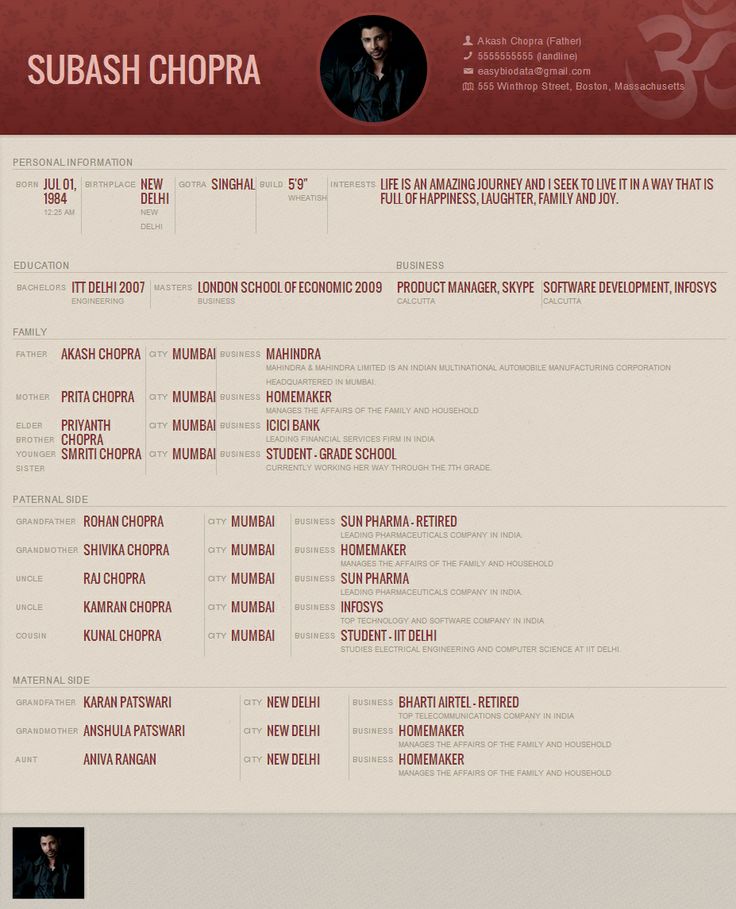 SUBASH CHOPRA
Akash Chopra (Father)
5555555555 (landline)
easybiodata@gmail.com
555 Winthrop Street, Boston, Massachusetts
ॐ
PERSONAL INFORMATION
BORN JUL 01, 1984
12:25 AM
BIRTHPLACE NEW DELHI
NEW DELHI
GOTRA SINGHAL
BUILD 5'9"
WHEATISH
INTERESTS LIFE IS AN AMAZING JOURNEY AND I SEEK TO LIVE IT IN A WAY THAT IS
FULL OF HAPPINESS, LAUGHTER, FAMILY AND JOY.
EDUCATION
BACHELORS ITT DELHI 2007
ENGINEERING
MASTERS LONDON SCHOOL OF ECONOMIC 2009
BUSINESS
BUSINESS
PRODUCT MANAGER, SKYPE
CALCUTTA
SOFTWARE DEVELOPMENT, INFOSYS
CALCUTTA
FAMILY
FATHER AKASH CHOPRA CITY MUMBAI BUSINESS MAHINDRA
MAHINDRA & MAHINDRA LIMITED IS AN INDIAN MULTINATIONAL AUTOMOBILE MANUFACTURING CORPORATION
HEADQUARTERED IN MUMBAI.
MOTHER PRITA CHOPRA CITY MUMBAI BUSINESS HOMEMAKER
MANAGES THE AFFAIRS OF THE FAMILY AND HOUSEHOLD
ELDER BROTHER PRIYANTH CHOPRA CITY MUMBAI BUSINESS ICICI BANK
LEADING FINANCIAL SERVICES FIRM IN INDIA
YOUNGER SISTER SMRITI CHOPRA CITY MUMBAI BUSINESS STUDENT - GRADE SCHOOL
CURRENTLY WORKING HER WAY THROUGH THE 7TH GRADE.
PATERNAL SIDE
GRANDFATHER ROHAN CHOPRA CITY MUMBAI BUSINESS SUN PHARMA - RETIRED
LEADING PHARMACEUTICALS COMPANY IN INDIA.
GRANDMOTHER SHIVIKA CHOPRA CITY MUMBAI BUSINESS HOMEMAKER
MANAGES THE AFFAIRS OF THE FAMILY AND HOUSEHOLD
UNCLE RAJ CHOPRA CITY MUMBAI BUSINESS SUN PHARMA
LEADING PHARMACEUTICALS COMPANY IN INDIA.
UNCLE KAMRAN CHOPRA CITY MUMBAI BUSINESS INFOSYS
TOP TECHNOLOGY AND SOFTWARE COMPANY IN INDIA
COUSIN KUNAL CHOPRA CITY MUMBAI BUSINESS STUDENT - IIT DELHI
STUDIES ELECTRICAL ENGINEERING AND COMPUTER SCIENCE AT IIT DELHI.
MATERNAL SIDE
GRANDFATHER KARAN PATSWARI CITY NEW DELHI BUSINESS BHARTI AIRTEL - RETIRED
TOP TELECOMMUNICATIONS COMPANY IN INDIA
GRANDMOTHER ANSHULA PATSWARI CITY NEW DELHI BUSINESS HOMEMAKER
MANAGES THE AFFAIRS OF THE FAMILY AND HOUSEHOLD
AUNT ANIVA RANGAN CITY NEW DELHI BUSINESS HOMEMAKER
MANAGES THE AFFAIRS OF THE FAMILY AND HOUSEHOLD